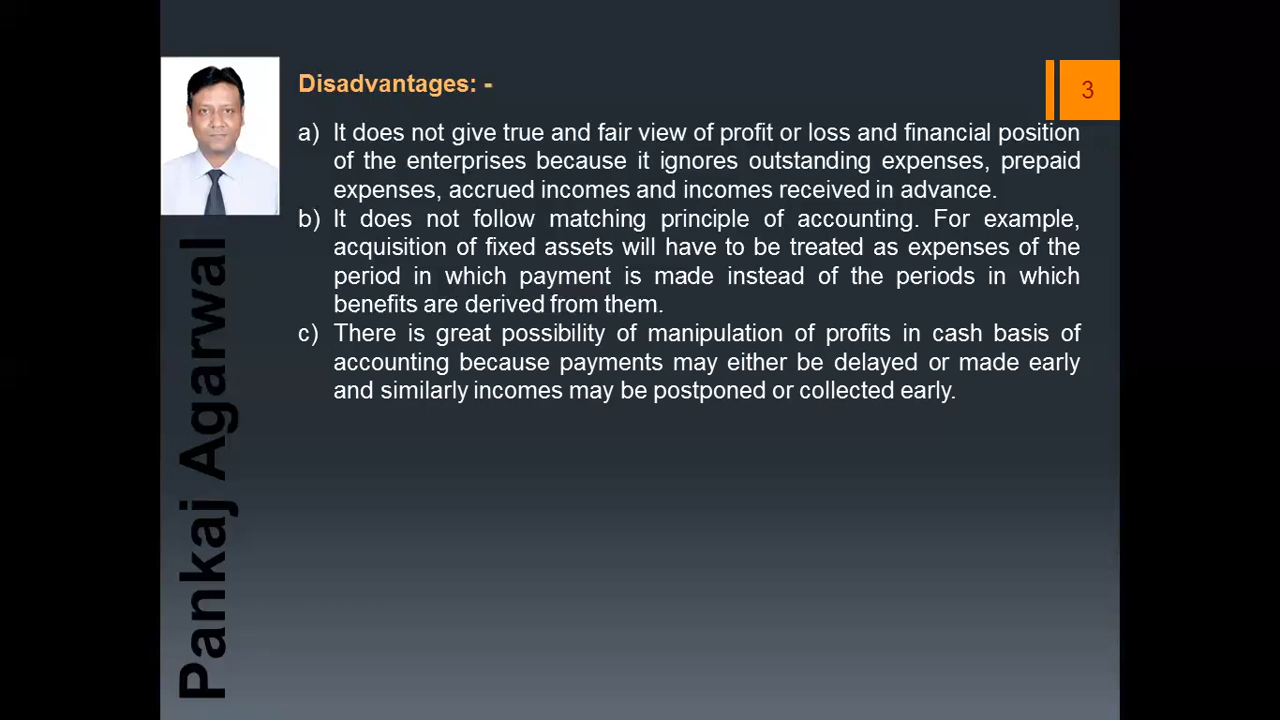 Disadvantages: -
3
a) It does not give true and fair view of profit or loss and financial position
of the enterprises because it ignores outstanding expenses, prepaid
expenses, accrued incomes and incomes received in advance.
b) It does not follow matching principle of accounting. For example,
acquisition of fixed assets will have to be treated as expenses of the
period in which payment is made instead of the periods in which
benefits are derived from them.
c) There is great possibility of manipulation of profits in cash basis of
accounting because payments may either be delayed or made early
and similarly incomes may be postponed or collected early.
Pankaj Agarwal